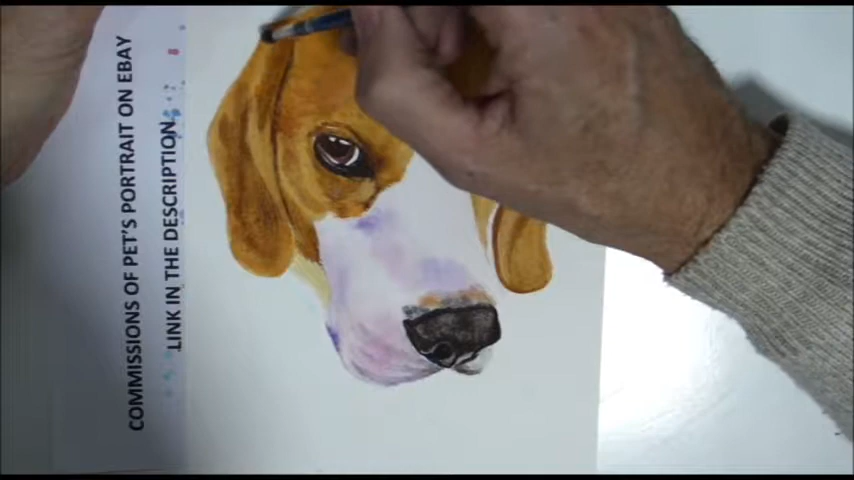 COMMISSIONS OF PET'S PORTRAIT ON EBAY
LINK IN THE DESCRIPTION